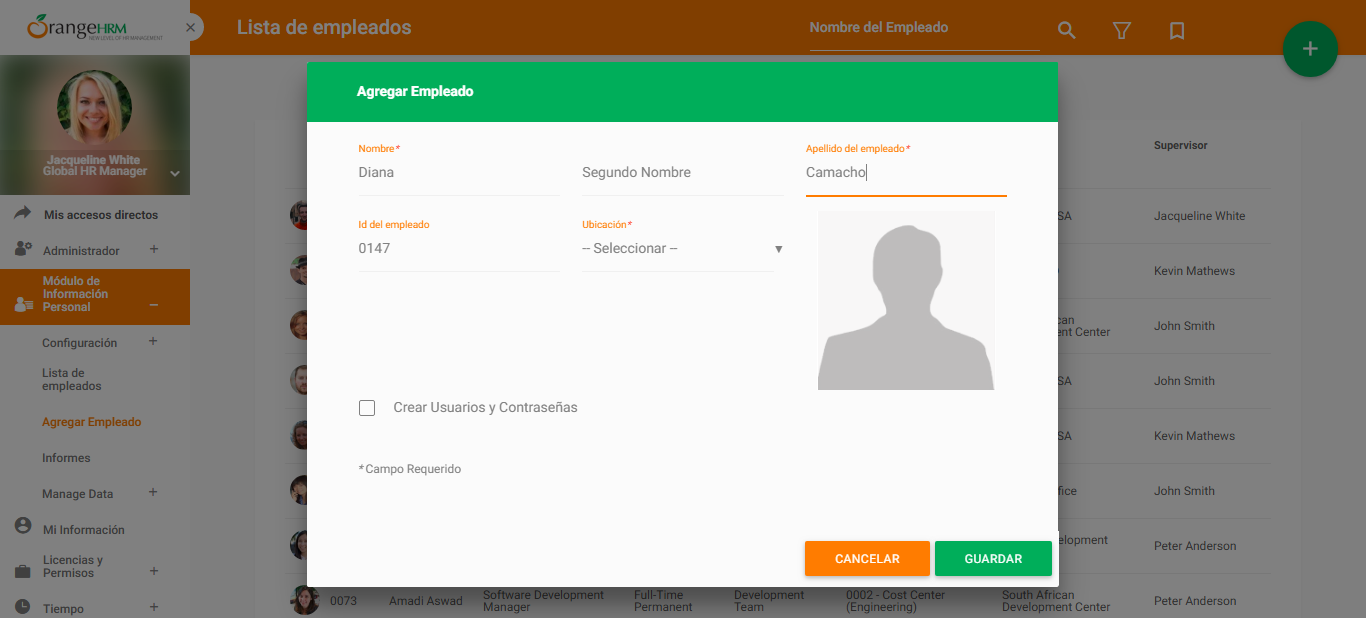 OrangeHRM
NEW LEVEL OF HR MANAGEMENT
Lista de empleados
Nombre del Empleado
Jacqueline White
Global HR Manager
Mis accesos directos
Administrador
Módulo de
Información
Personal
Configuración
Lista de
empleados
Agregar Empleado
Informes
Manage Data
Mi Información
Licencias y
Permisos
Tiempo
Agregar Empleado
Nombre*
Diana
Segundo Nombre
Apellido del empleado*
Camacho
Id del empleado
0147
Ubicación*
-- Seleccionar --
Crear Usuarios y Contraseñas
*Campo Requerido
CANCELAR
GUARDAR
Supervisor
SA
Jacqueline White
Kevin Mathews
can
ent Center
John Smith
SA
John Smith
SA
Kevin Mathews
fice
John Smith
elopment
Peter Anderson
0073
Amadi Aswad
Software Development
Manager
Full-Time
Permanent
Development
Team
0002 - Cost Center
(Engineering)
South African
Development Center
Peter Anderson